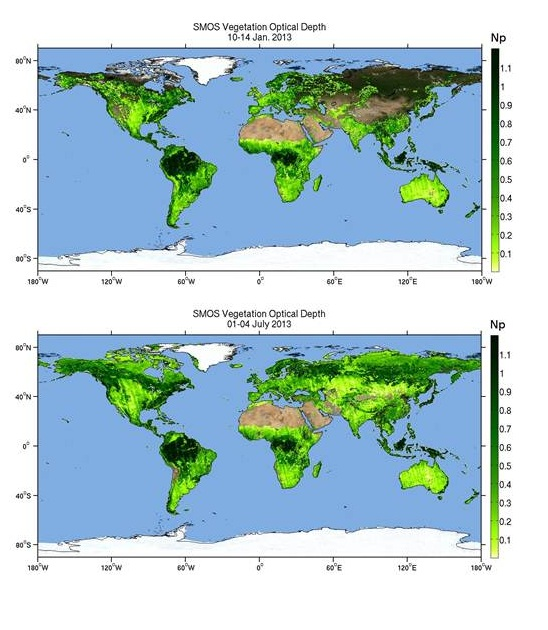 SMOS Vegetation Optical Depth
10-14 Jan. 2013
Np
80°N
40°N
0°
40°S
80°S
1.1
1
0.9
0.8
0.7
0.6
0.5
0.4
0.3
0.2
0.1
180°W 120°W 60°W 0° 60°E 120°E 180°W
SMOS Vegetation Optical Depth
01-04 July 2013
Np
80°N
40°N
0°
40°S
80°S
1.1
1
0.9
0.8
0.7
0.6
0.5
0.4
0.3
0.2
0.1
180°W 120°W 60°W 0° 60°E 120°E 180°W